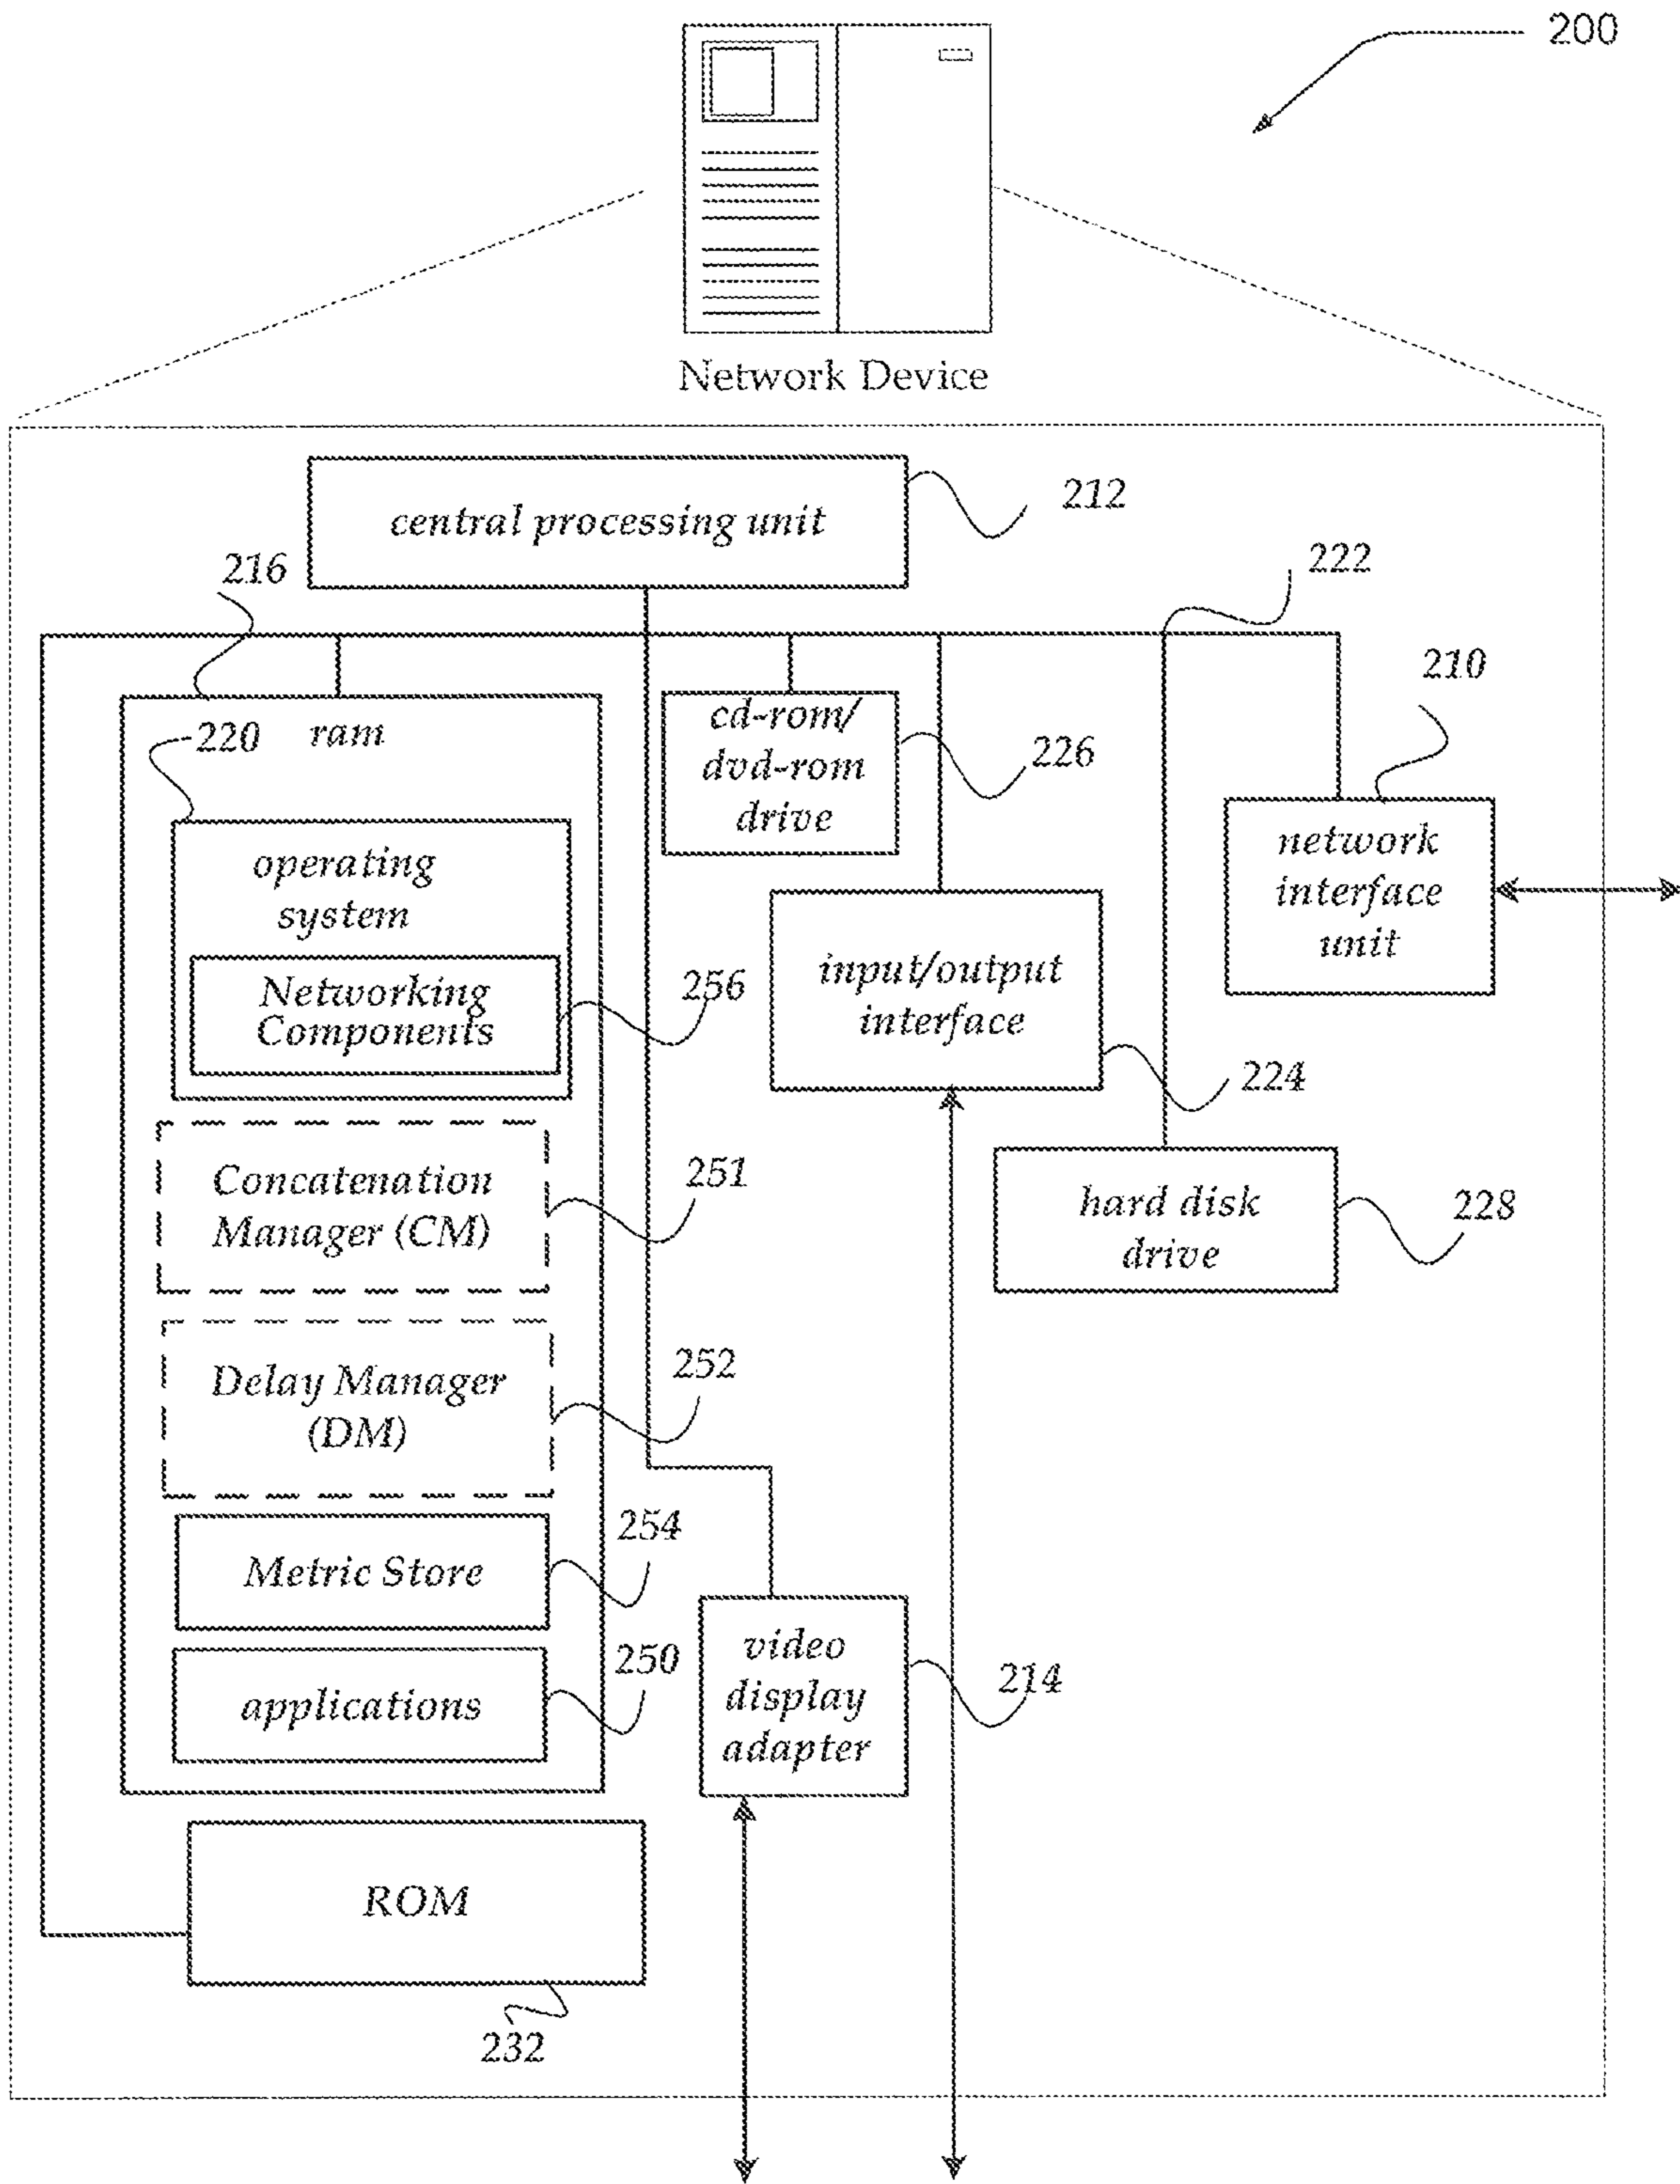 200
Network Device
central processing unit
212
216
222
210
220
ram
cd-rom/
dvd-rom
drive
226
network
interface
unit
operating
system
Networking
Components
256
input/output
interface
224
Concatenation
Manager (CM)
251
hard disk
drive
228
Delay Manager
(DM)
252
Metric Store
254
applications
250
video
display
adapter
214
ROM
232